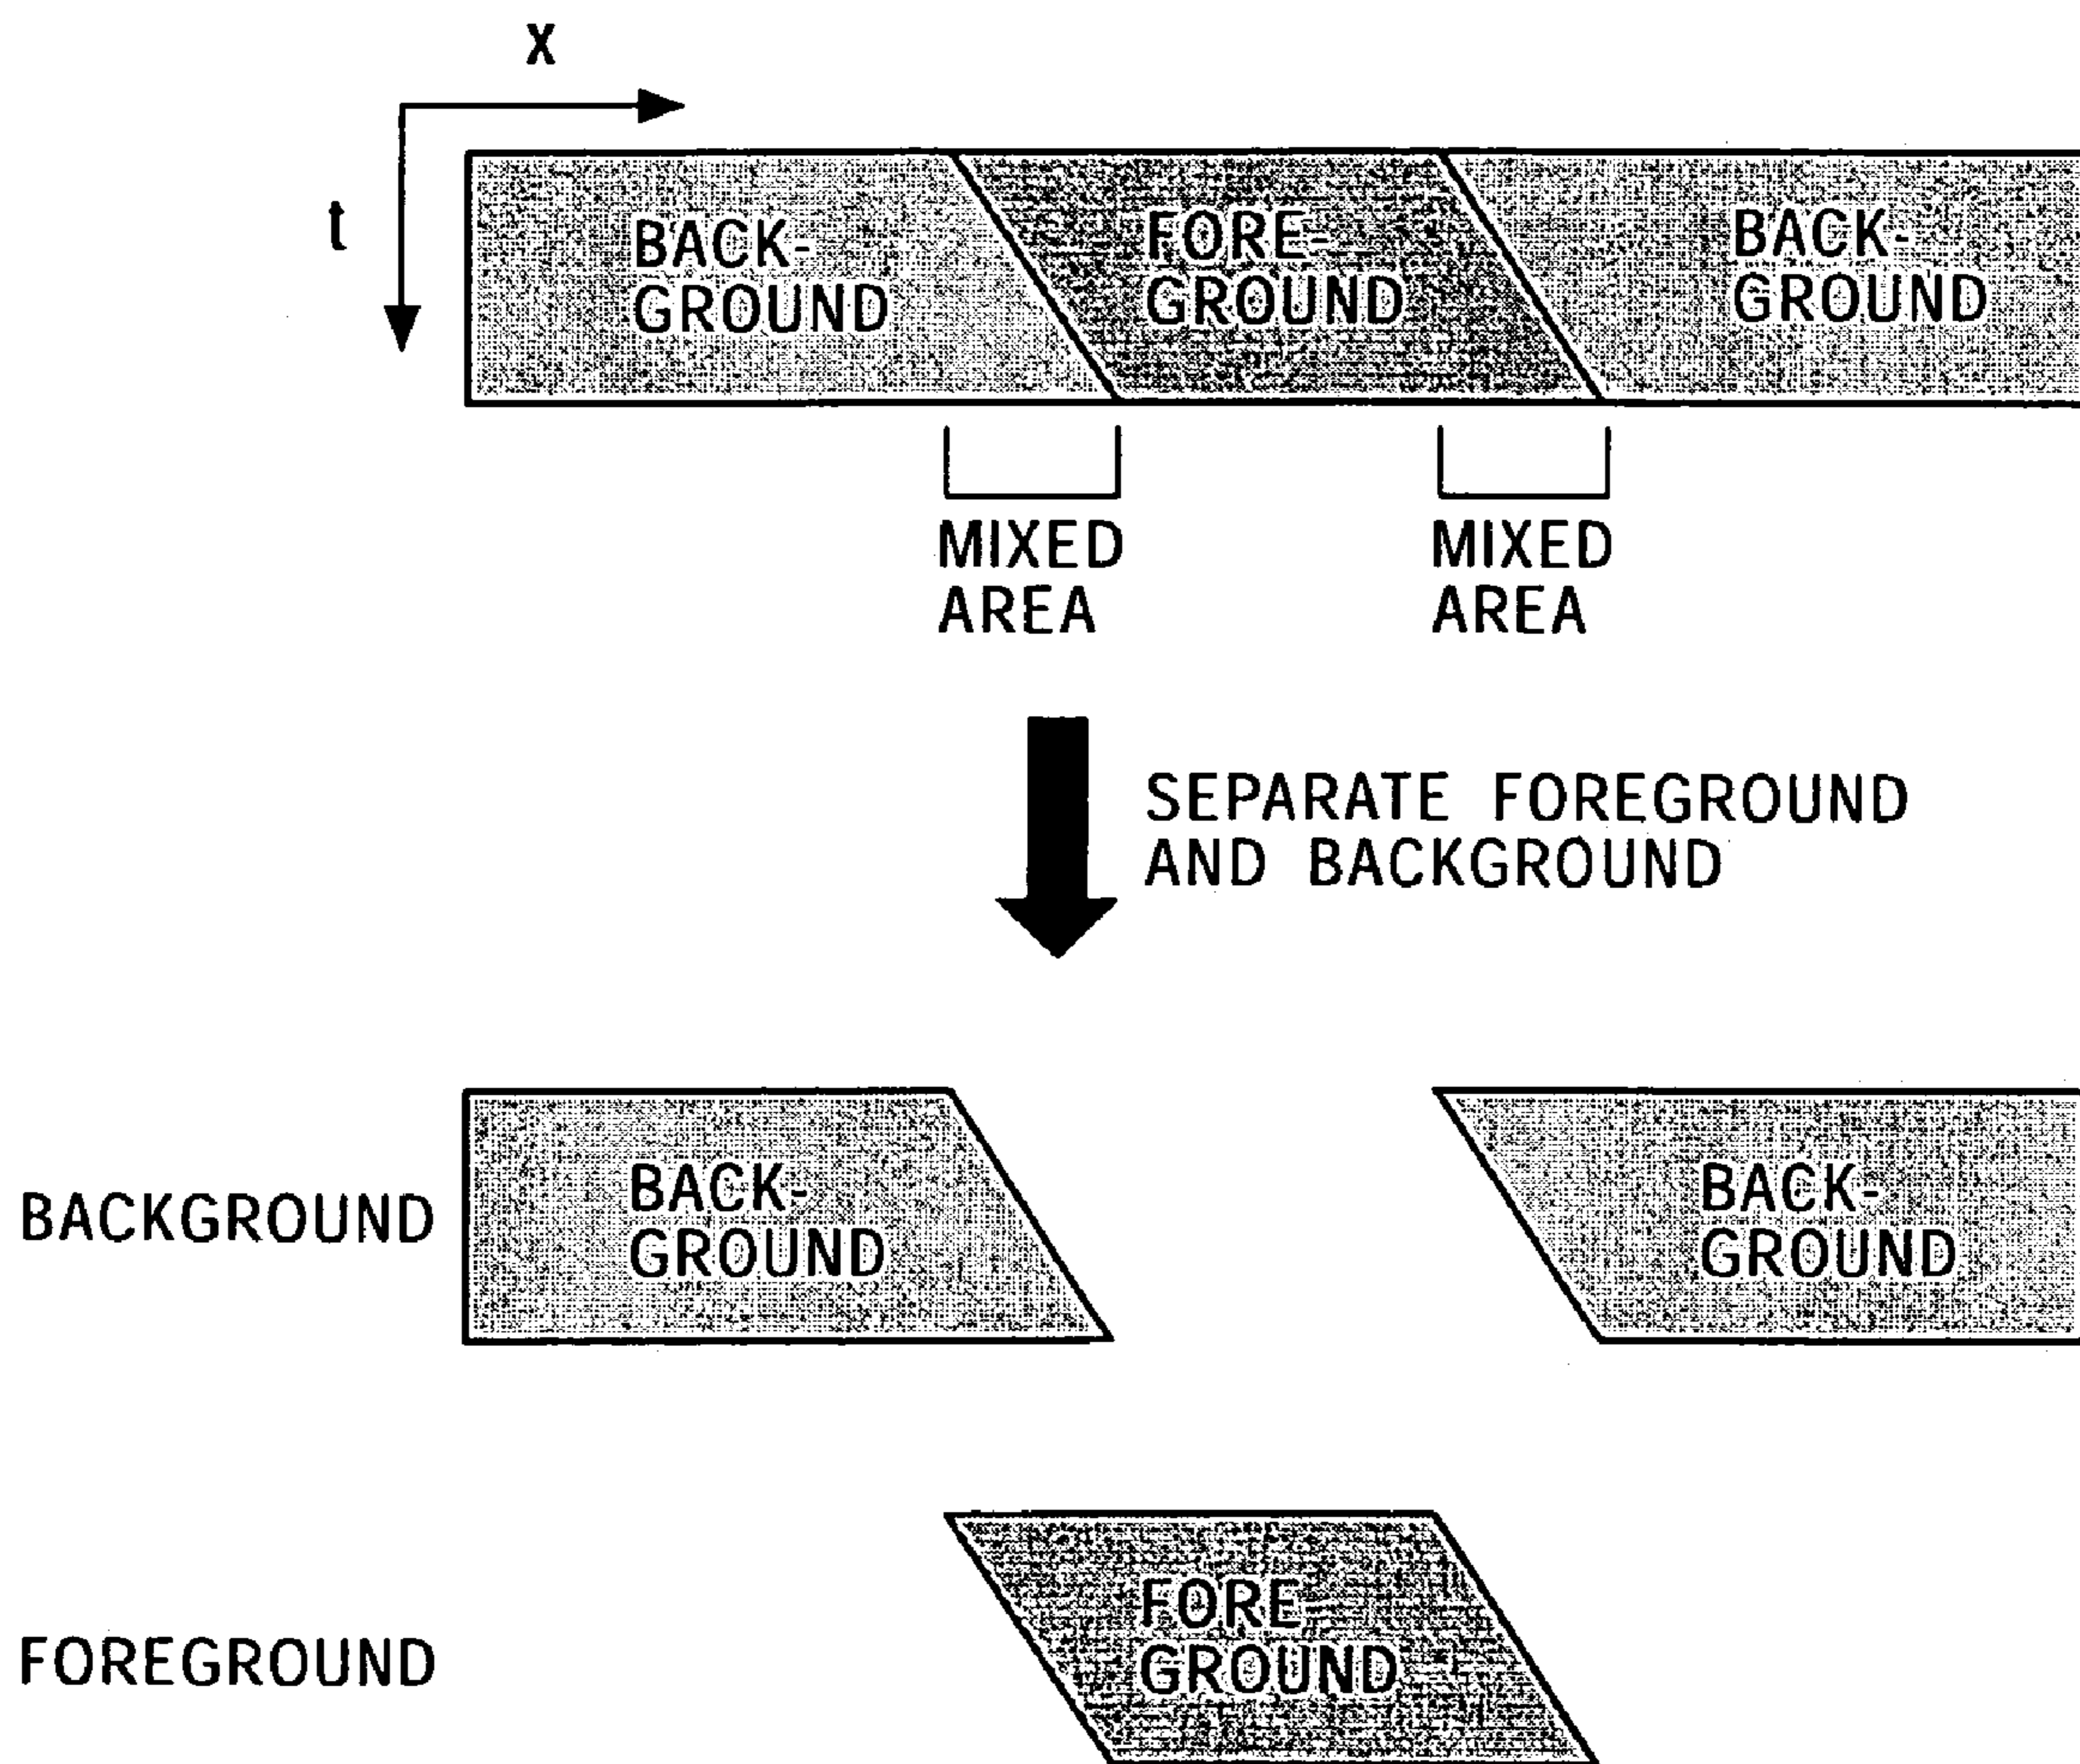 X
t
BACK-
GROUND
FORE-
GROUND
BACK-
GROUND
MIXED
AREA
MIXED
AREA
SEPARATE FOREGROUND
AND BACKGROUND
BACKGROUND
BACK-
GROUND
BACK-
GROUND
FOREGROUND
FORE-
GROUND